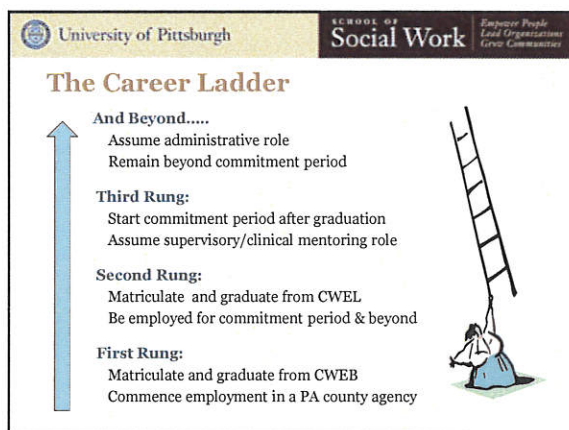 University of Pittsburgh
SCHOOL OF
Social Work
Empower People
Lead Organizations
Grow Communities
The Career Ladder
And Beyond.....
Assume administrative role
Remain beyond commitment period
Third Rung:
Start commitment period after graduation
Assume supervisory/clinical mentoring role
Second Rung:
Matriculate and graduate from CWEL
Be employed for commitment period & beyond
First Rung:
Matriculate and graduate from CWEB
Commence employment in a PA county agency